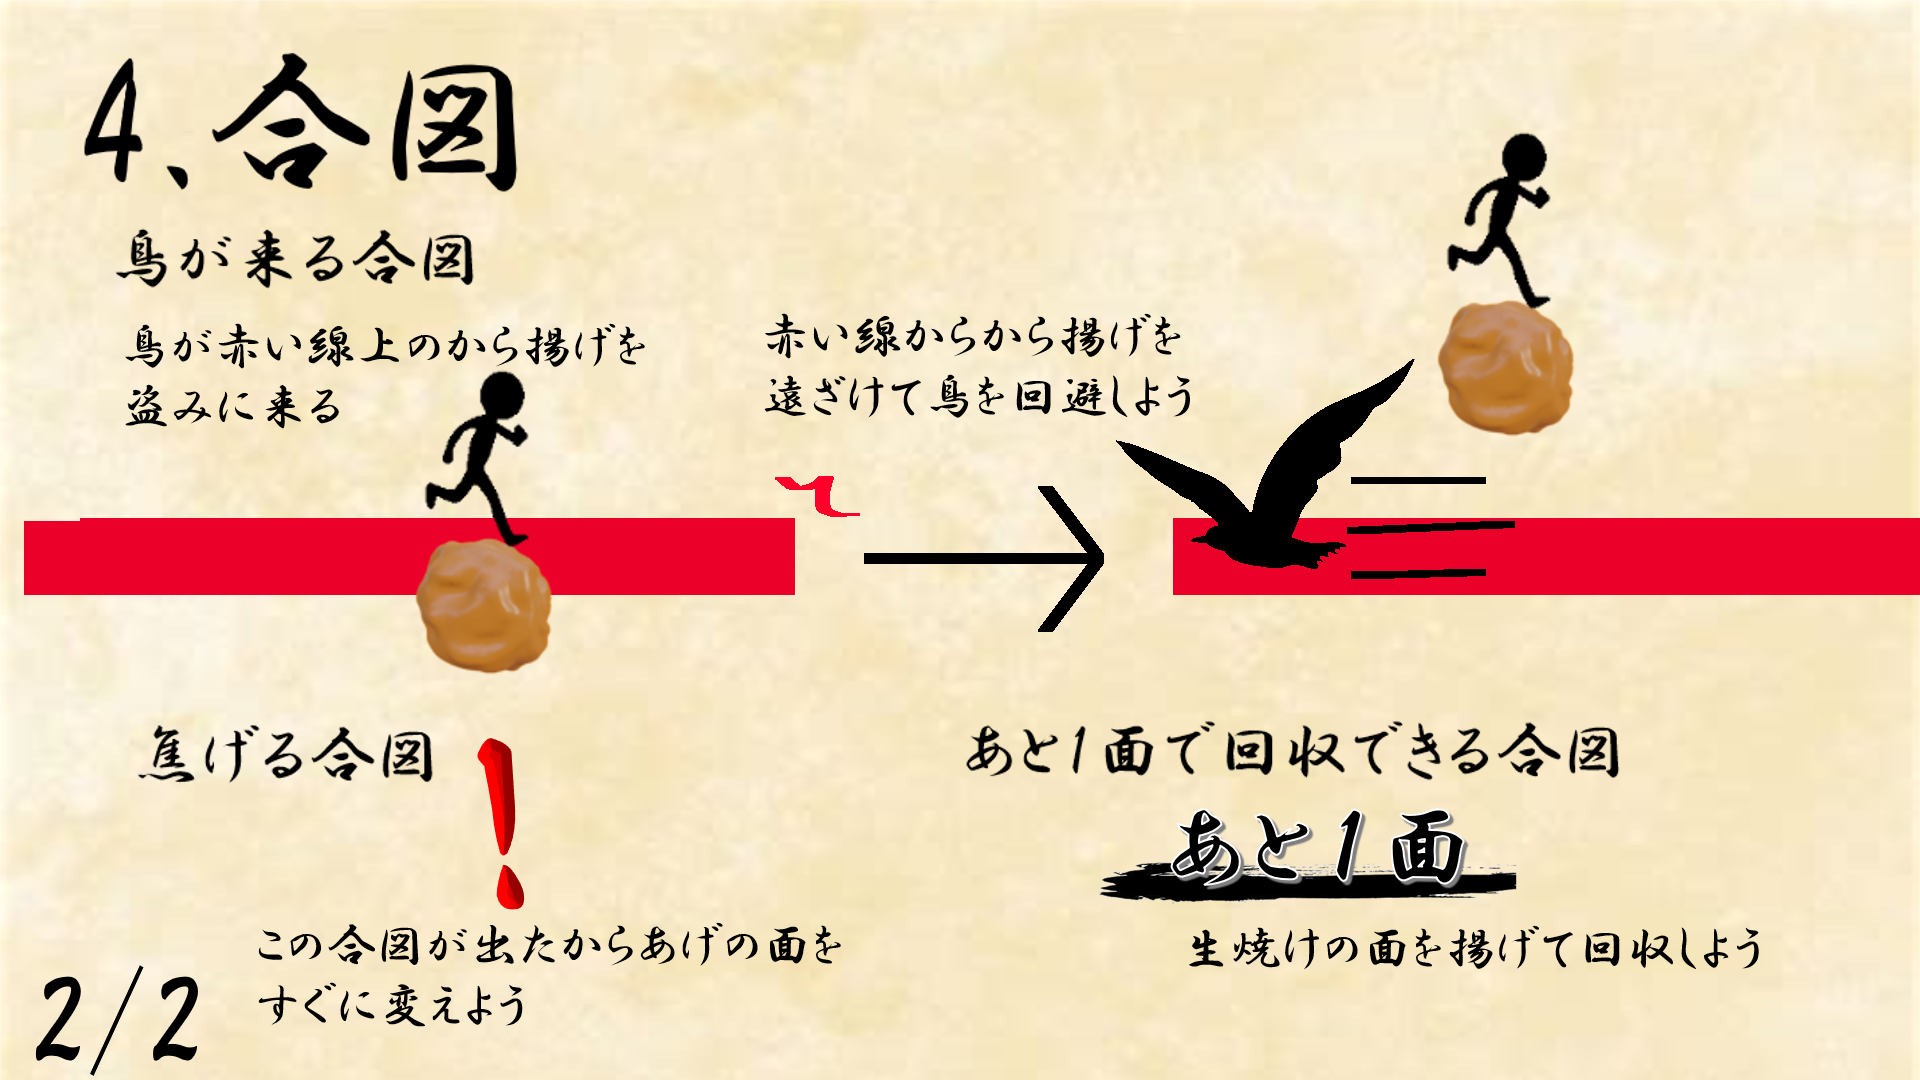 4、合図
鳥が来る合図
鳥が赤い線上のから揚げを
盗みに来る
赤い線からから揚げを
遠ざけて鳥を回避しよう
焦げる合図
この合図が出たからあげの面を
すぐに変えよう
あと1面で回収できる合図
あと1面
生焼けの面を揚げて回収しよう
2/2